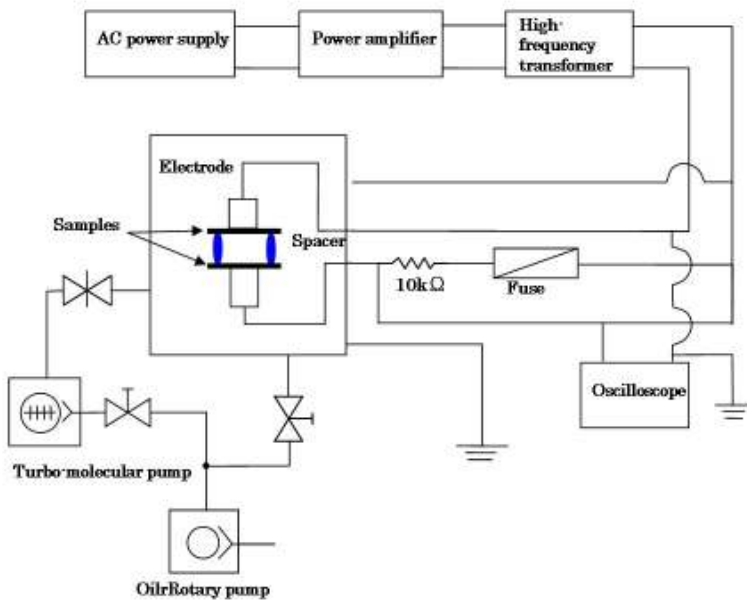 AC power supply
Power amplifier
High-
frequency
transformer
Electrode
Samples
Spacer
10kΩ
Fuse
Oscilloscope
Turbo-molecular pump
OilrRotary pump